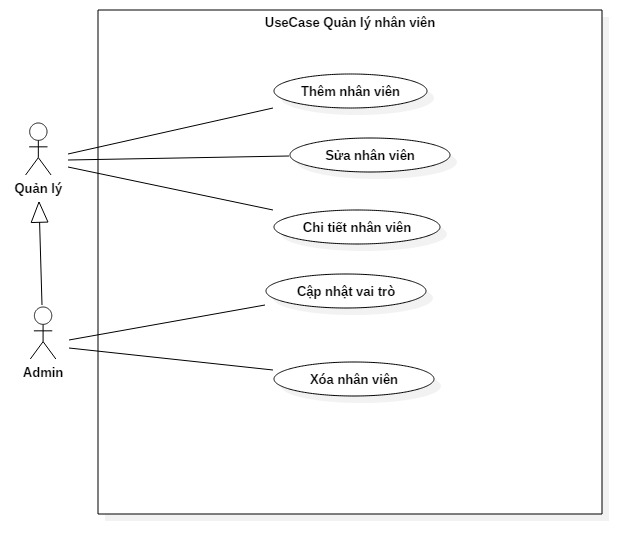 UseCase Quản lý nhân viên
Thêm nhân viên
Sửa nhân viên
Quản lý
Chi tiết nhân viên
Cập nhật vai trò
Admin
Xóa nhân viên